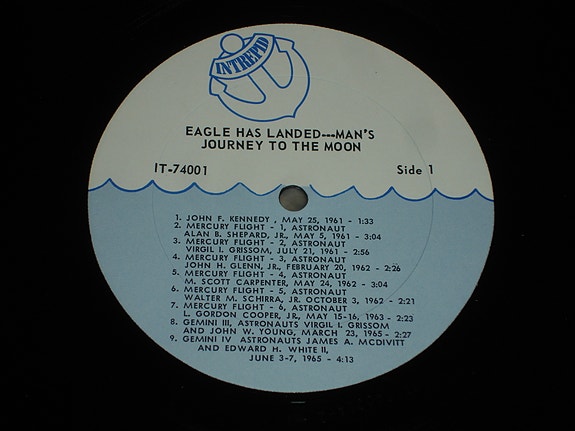 INTREPID
EAGLE HAS LANDED---MAN'S
JOURNEY TO THE MOON
IT-74001
Side 1
1. JOHN F. KENNEDY , MAY 25, 1961 - 1:33
2. MERCURY FLIGHT - 1, ASTRONAUT
ALAN B. SHEPARD, JR., MAY 5, 1961 - 3:04
3. MERCURY FLIGHT - 2, ASTRONAUT
VIRGIL I. GRISSOM, JULY 21, 1961 - 2:56
4. MERCURY FLIGHT - 3, ASTRONAUT
JOHN H. GLENN, JR., FEBRUARY 20, 1962 - 2:26
5. MERCURY FLIGHT - 4, ASTRONAUT
M. SCOTT CARPENTER, MAY 24, 1962 - 3:04
6. MERCURY FLIGHT - 5, ASTRONAUT
WALTER M. SCHIRRA, JR. OCTOBER 3, 1962 - 2:21
7. MERCURY FLIGHT - 6, ASTRONAUT
L. GORDON COOPER, JR., MAY 15-16, 1963 - 2:23
8. GEMINI III, ASTRONAUTS VIRGIL I. GRISSOM
AND JOHN W. YOUNG, MARCH 23, 1965 - 2:27
9. GEMINI IV ASTRONAUTS JAMES A. MCDIVITT
AND EDWARD H. WHITE II,
JUNE 3-7, 1965 - 4:13